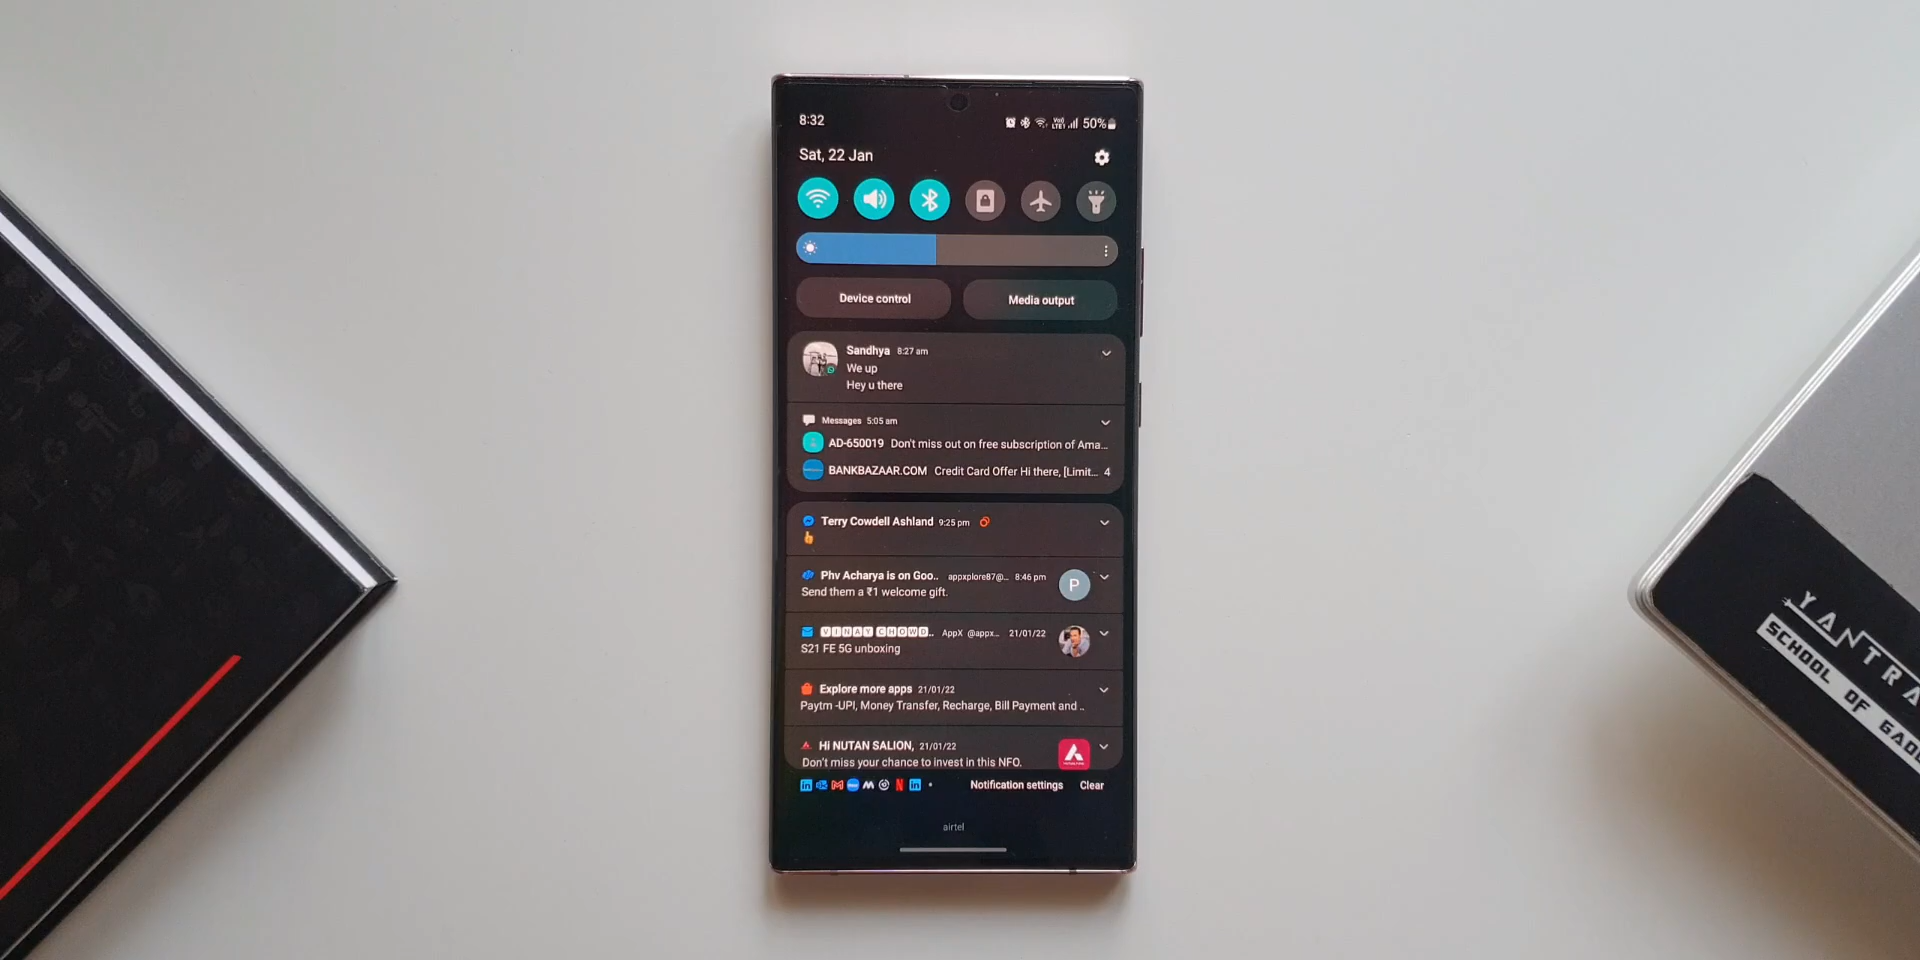 8:32
50%
Sat, 22 Jan
Device control
Media output
Sandhya 8:27 am
We up
Hey u there
Messages 5:05 am
AD-650019 Don't miss out on free subscription of Ama...
BANKBAZAAR.COM Credit Card Offer Hi there, [Limit... 4
Terry Cowdell Ashland 9:25 pm
Phv Acharya is on Goo.. appxplore87@... 8:46 pm
P
Send them a ₹1 welcome gift.
VINAY CHOWD.. AppX @appx... 21/01/22
S21 FE 5G unboxing
Explore more apps 21/01/22
Paytm -UPI, Money Transfer, Recharge, Bill Payment and ..
Hi NUTAN SALION, 21/01/22
Don't miss your chance to invest in this NFO.
Notification settings Clear
airtel
YANTRA
SCHOOL OF GADG